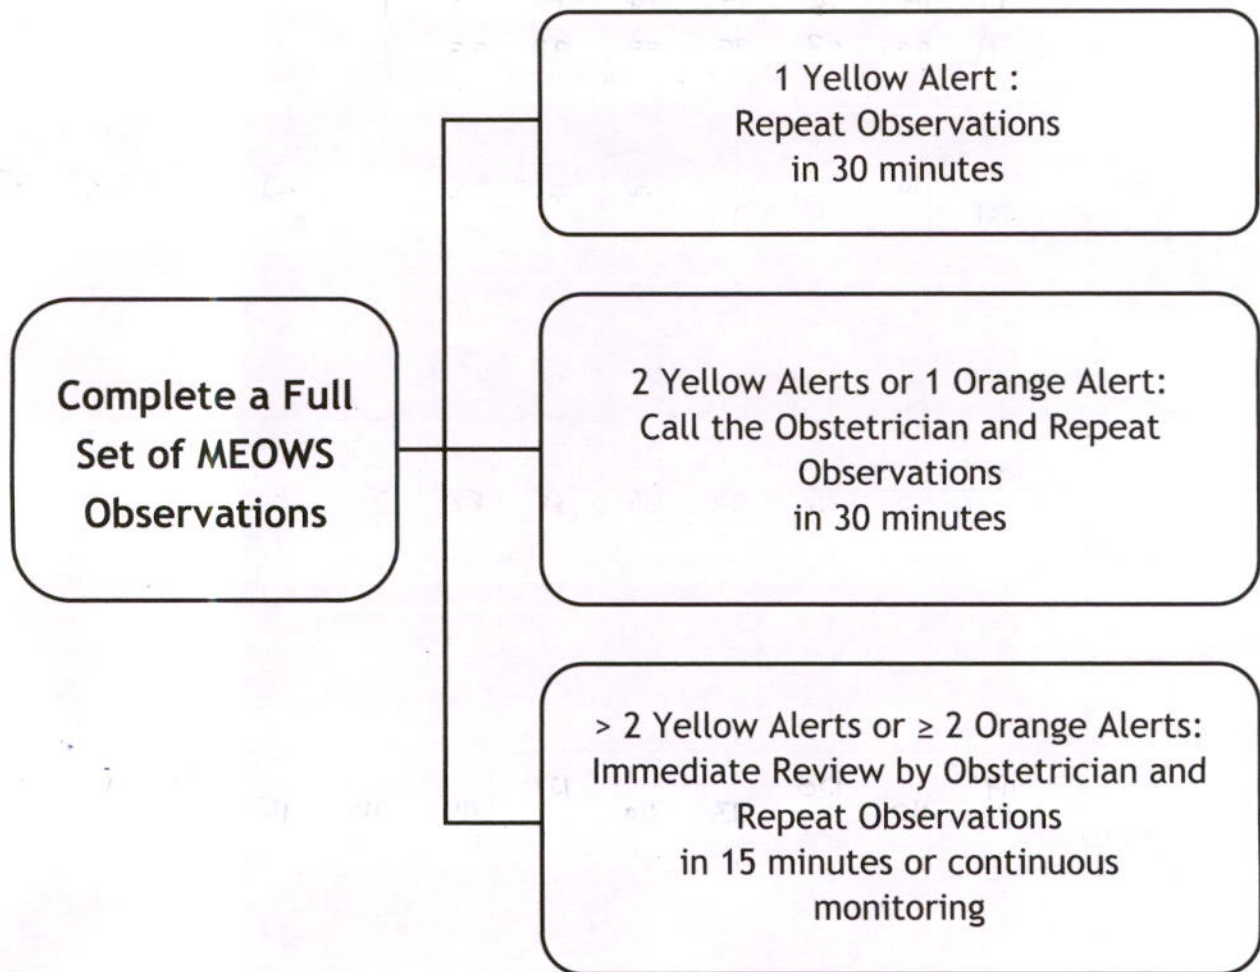 1 Yellow Alert :
Repeat Observations
in 30 minutes
Complete a Full
Set of MEOWS
Observations
2 Yellow Alerts or 1 Orange Alert:
Call the Obstetrician and Repeat
Observations
in 30 minutes
> 2 Yellow Alerts or ≥ 2 Orange Alerts:
Immediate Review by Obstetrician and
Repeat Observations
in 15 minutes or continuous
monitoring